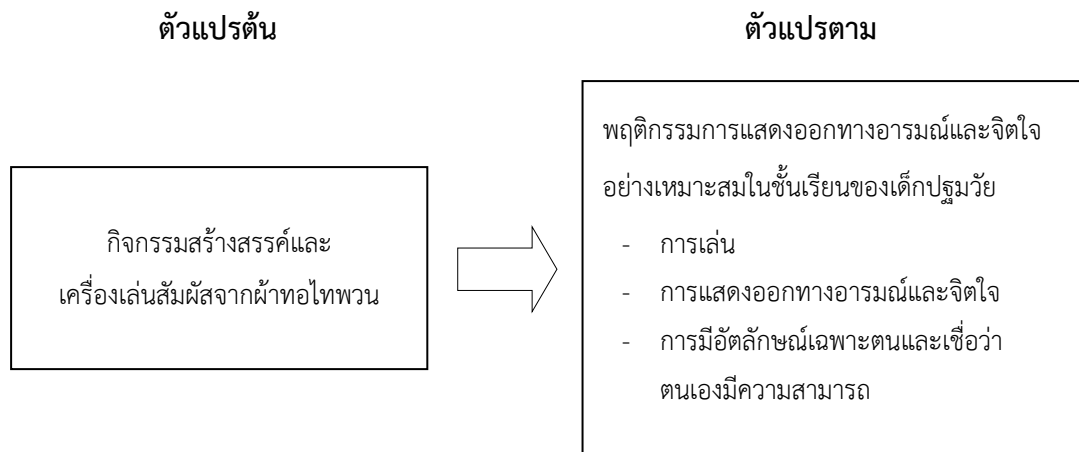 ตัวแปรต้น
ตัวแปรตาม
กิจกรรมสร้างสรรค์และ
เครื่องเล่นสัมผัสจากผ้าทอไทพวน
พฤติกรรมการแสดงออกทางอารมณ์และจิตใจ
อย่างเหมาะสมในชั้นเรียนของเด็กปฐมวัย
- การเล่น
- การแสดงออกทางอารมณ์และจิตใจ
- การมีอัตลักษณ์เฉพาะตนและเชื่อว่า
ตนเองมีความสามารถ